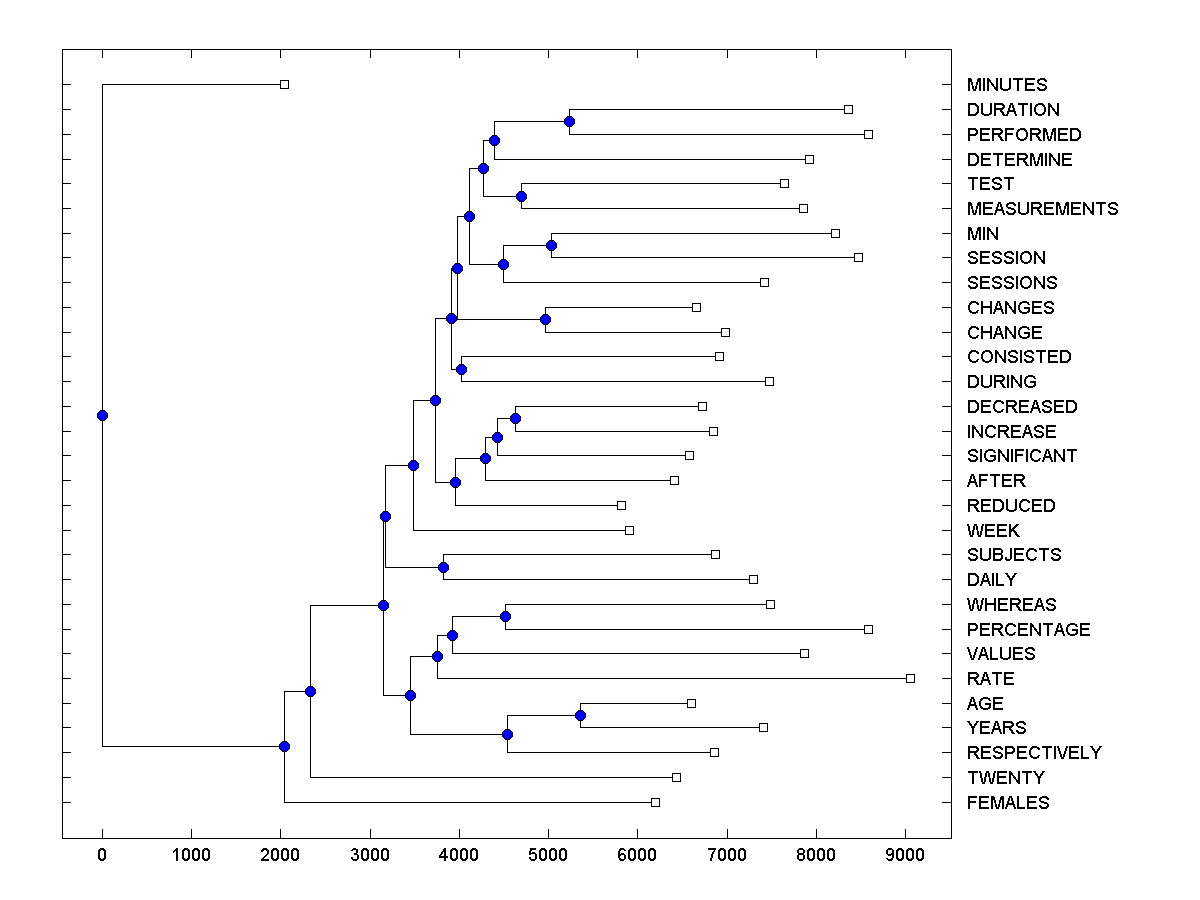 MINUTES
DURATION
PERFORMED
DETERMINE
TEST
MEASUREMENTS
MIN
SESSION
SESSIONS
CHANGES
CHANGE
CONSISTED
DURING
DECREASED
INCREASE
SIGNIFICANT
AFTER
REDUCED
WEEK
SUBJECTS
DAILY
WHEREAS
PERCENTAGE
VALUES
RATE
AGE
YEARS
RESPECTIVELY
TWENTY
FEMALES
0 1000 2000 3000 4000 5000 6000 7000 8000 9000